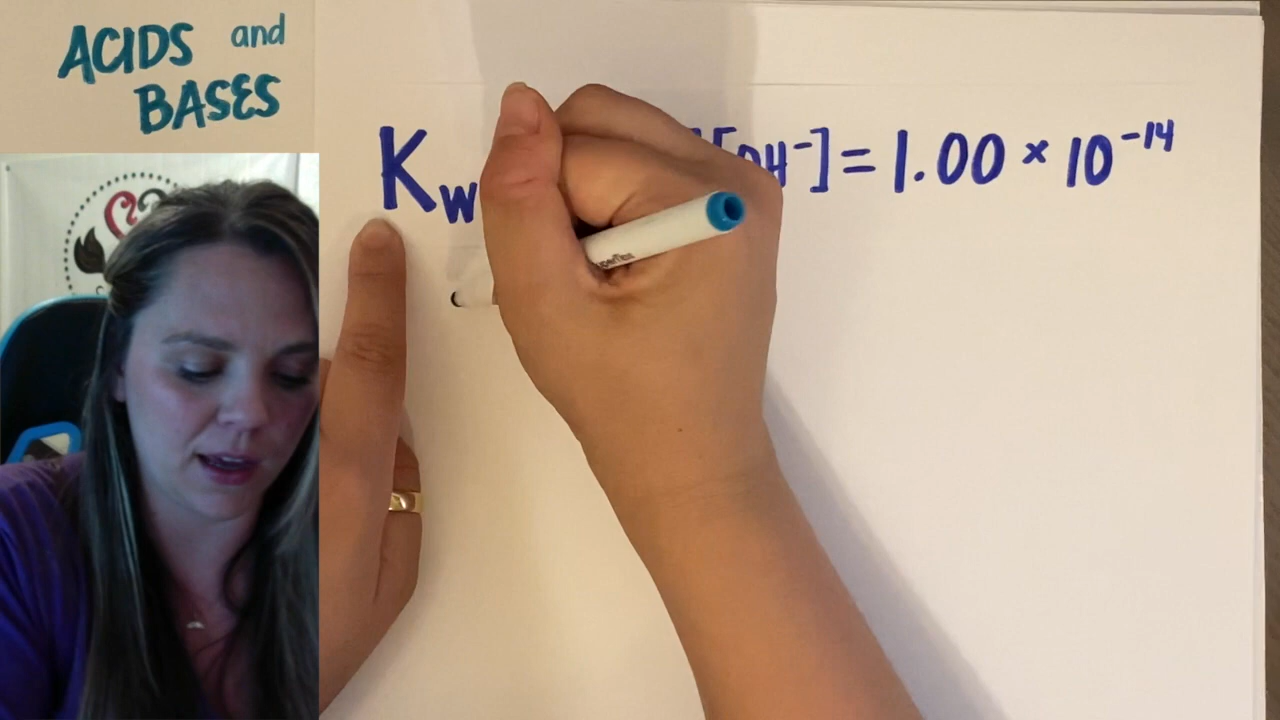 ACIDS and
BASES
Kw [OH⁻] = 1.00 × 10⁻¹⁴